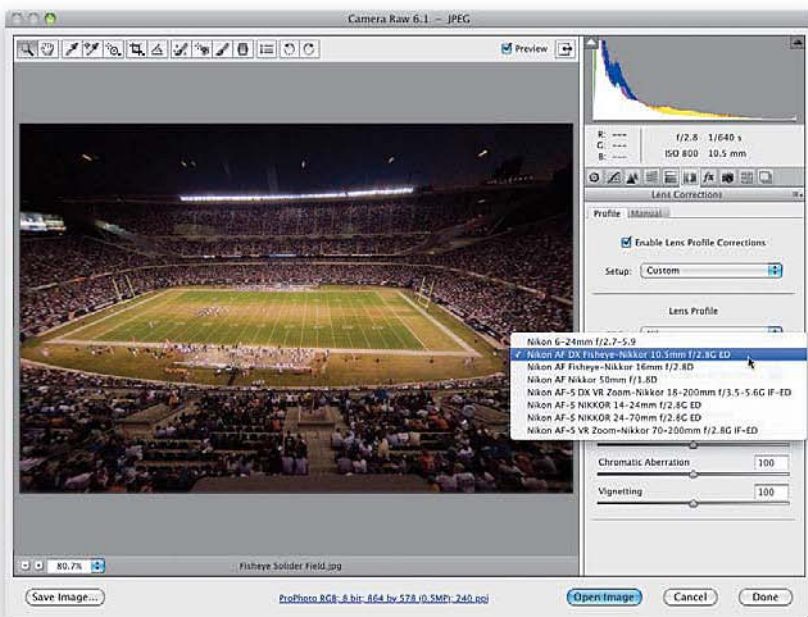 Camera Raw 6.1 – JPEG
Preview
R: ---
G: ---
B: ---
f/2.8 1/640 s
ISO 800 10.5 mm
Lens Corrections
Profile Manual
Enable Lens Profile Corrections
Setup: Custom
Lens Profile
Nikon 6-24mm f/2.7-5.9
✓ Nikon AF DX Fisheye-Nikkor 10.5mm f/2.8G ED
Nikon AF Fisheye-Nikkor 16mm f/2.8D
Nikon AF Nikkor 50mm f/1.8D
Nikon AF-S DX VR Zoom-Nikkor 18-200mm f/3.5-5.6G IF-ED
Nikon AF-S NIKKOR 14-24mm f/2.8G ED
Nikon AF-S NIKKOR 24-70mm f/2.8G ED
Nikon AF-S VR Zoom-Nikkor 70-200mm f/2.8G IF-ED
Chromatic Aberration 100
Vignetting 100
80.7%
Fisheye Solider Field.jpg
Save Image...
ProPhoto RGB; 8 bit; 864 by 578 (0.5MP); 240 ppi
Open Image
Cancel
Done